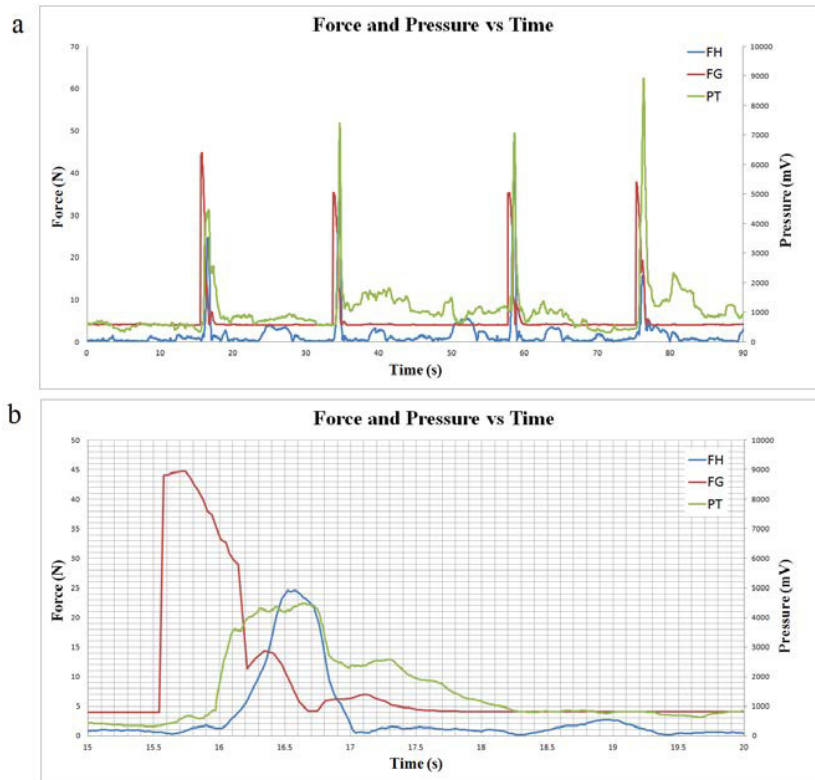 a
Force and Pressure vs Time
70
60
50
40
30
20
10
0
Force (N)
10000
9000
8000
7000
6000
5000
4000
3000
2000
1000
0
Pressure (mV)
FH
FG
PT
0 10 20 30 40 50 60 70 80 90
Time (s)
b
Force and Pressure vs Time
50
45
40
35
30
25
20
15
10
5
0
Force (N)
10000
9000
8000
7000
6000
5000
4000
3000
2000
1000
0
Pressure (mV)
FH
FG
PT
15 15.5 16 16.5 17 17.5 18 18.5 19 19.5 20
Time (s)